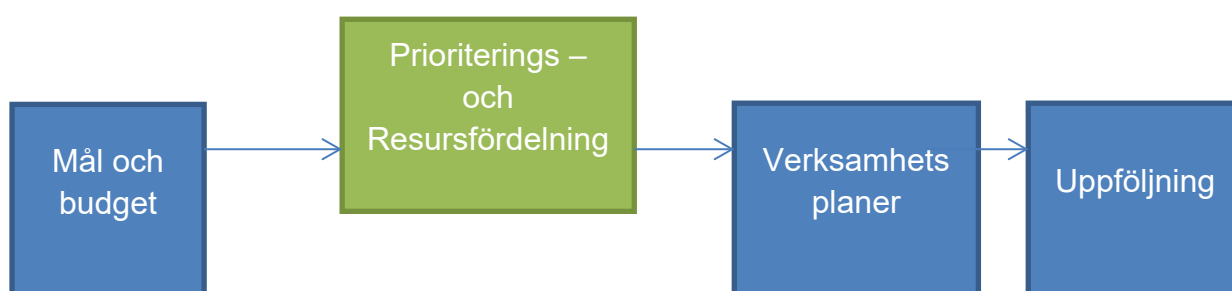 Prioriterings –
och
Resursfördelning
Mål och
budget
Verksamhets
planer
Uppföljning